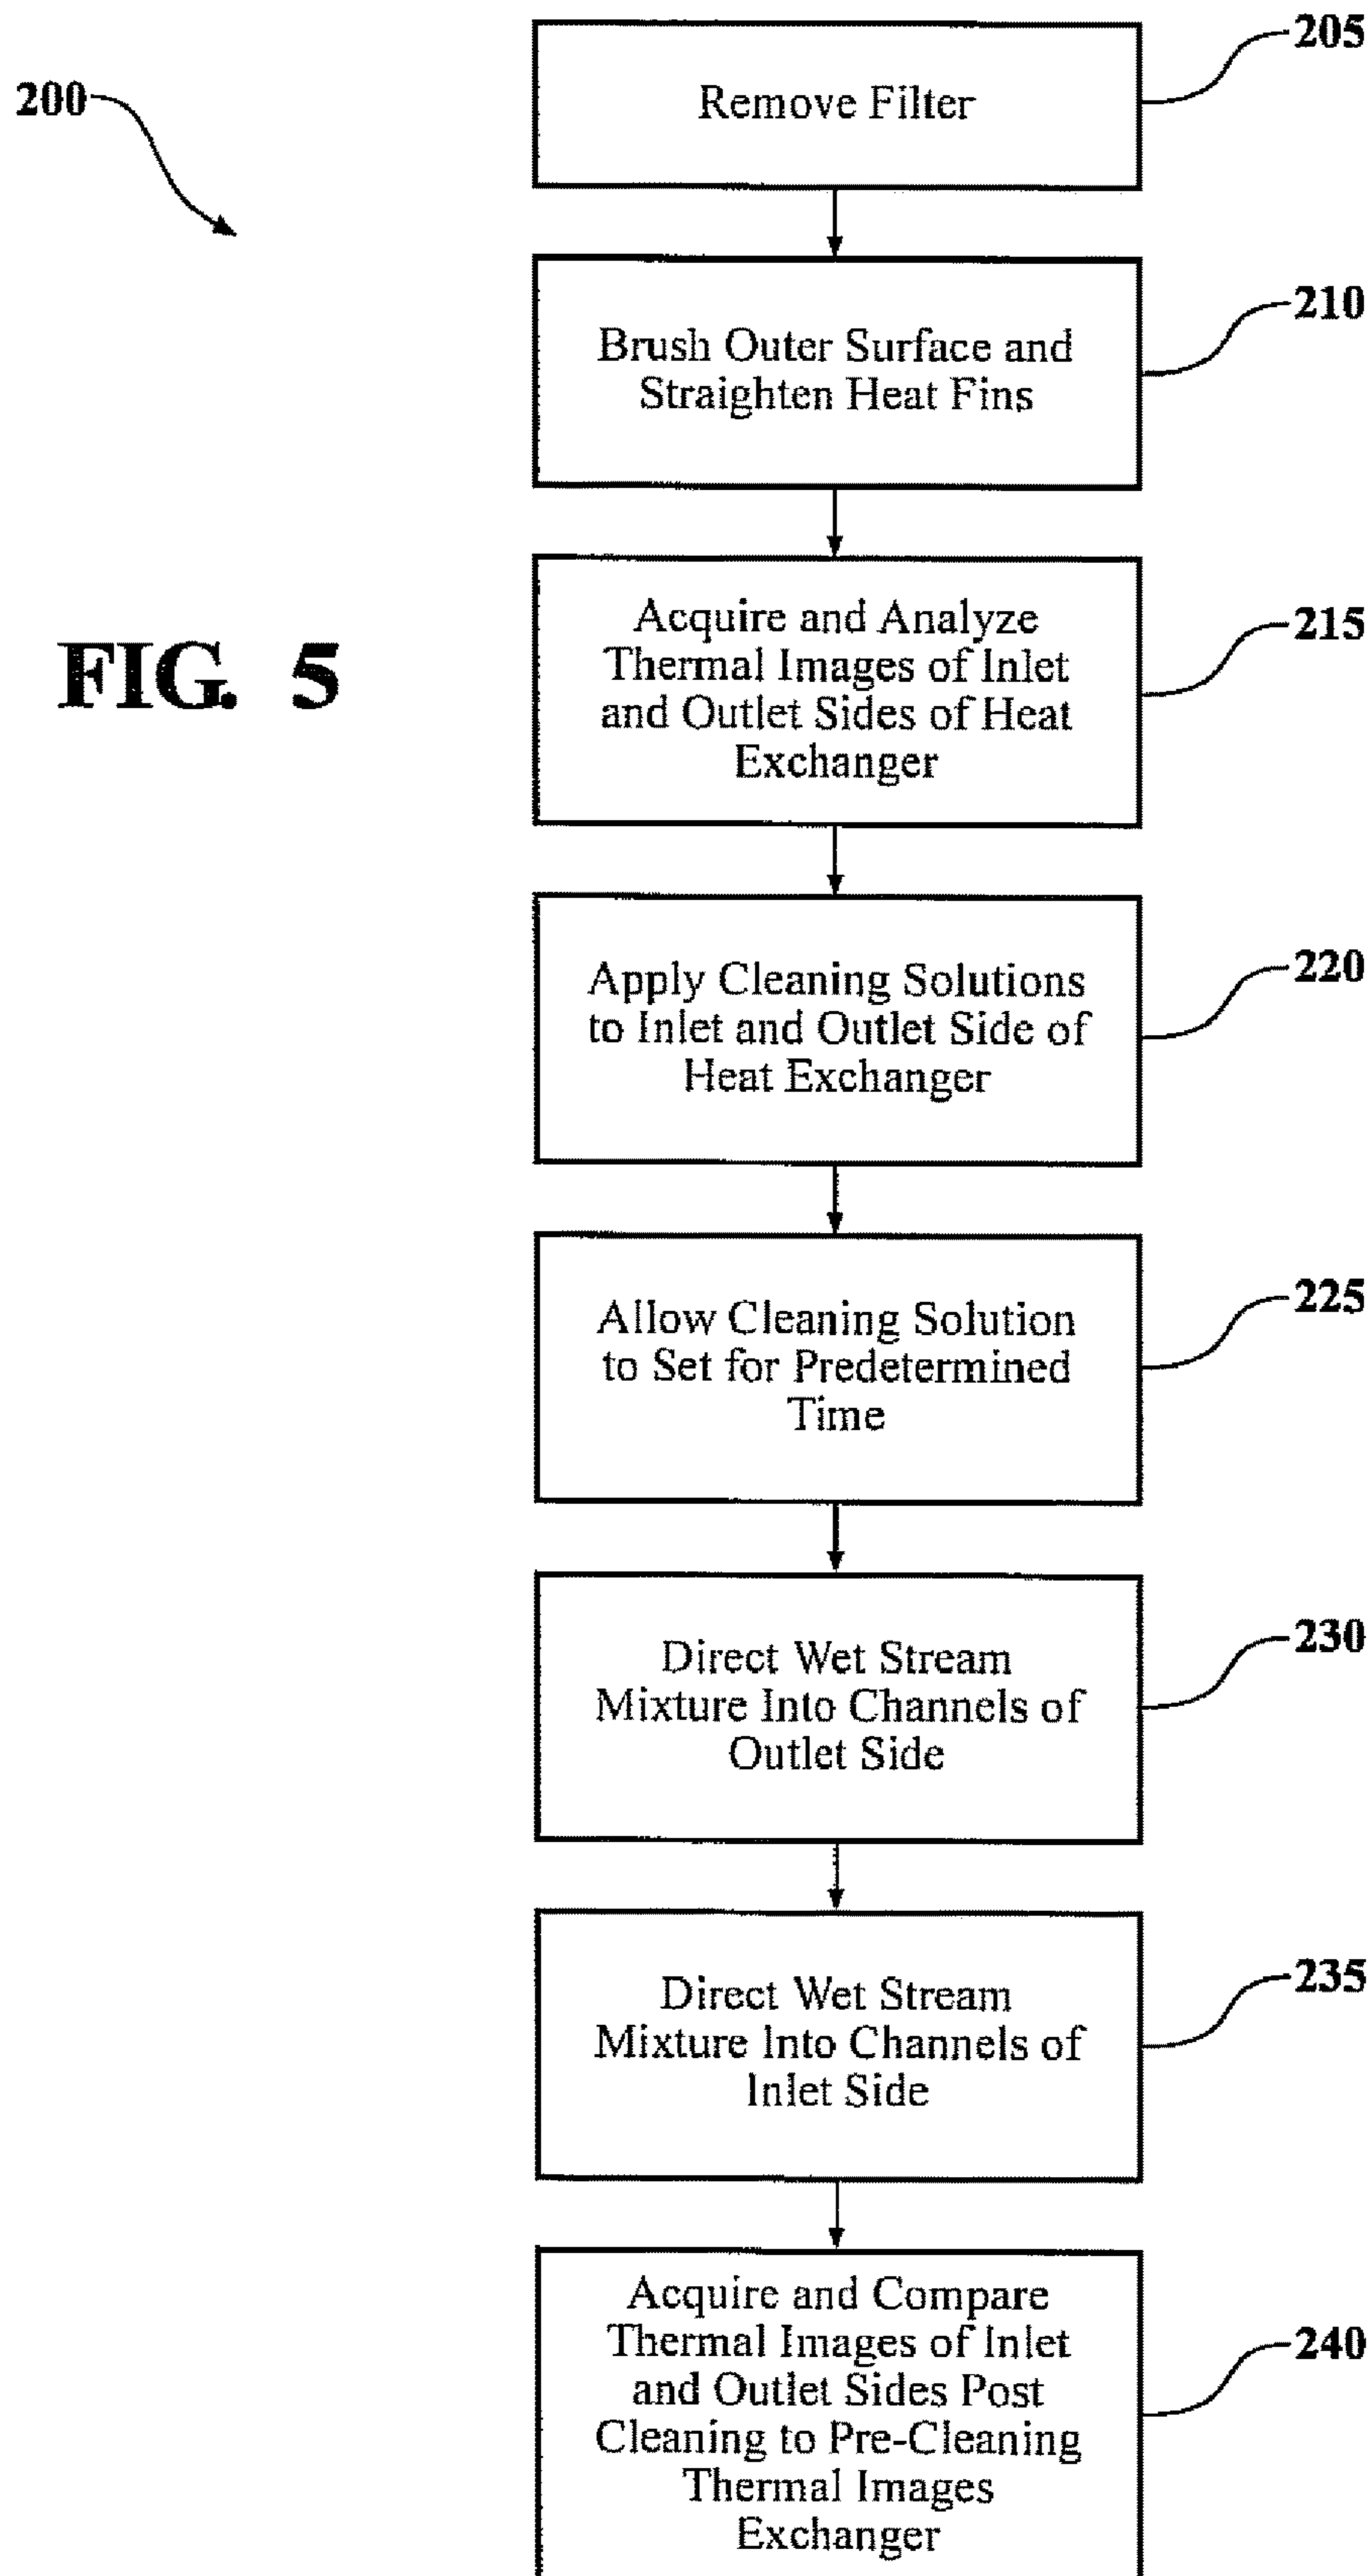 205
200
Remove Filter
210
Brush Outer Surface and
Straighten Heat Fins
FIG. 5
215
Acquire and Analyze
Thermal Images of Inlet
and Outlet Sides of Heat
Exchanger
220
Apply Cleaning Solutions
to Inlet and Outlet Side of
Heat Exchanger
225
Allow Cleaning Solution
to Set for Predetermined
Time
230
Direct Wet Stream
Mixture Into Channels of
Outlet Side
235
Direct Wet Stream
Mixture Into Channels of
Inlet Side
240
Acquire and Compare
Thermal Images of Inlet
and Outlet Sides Post
Cleaning to Pre-Cleaning
Thermal Images
Exchanger